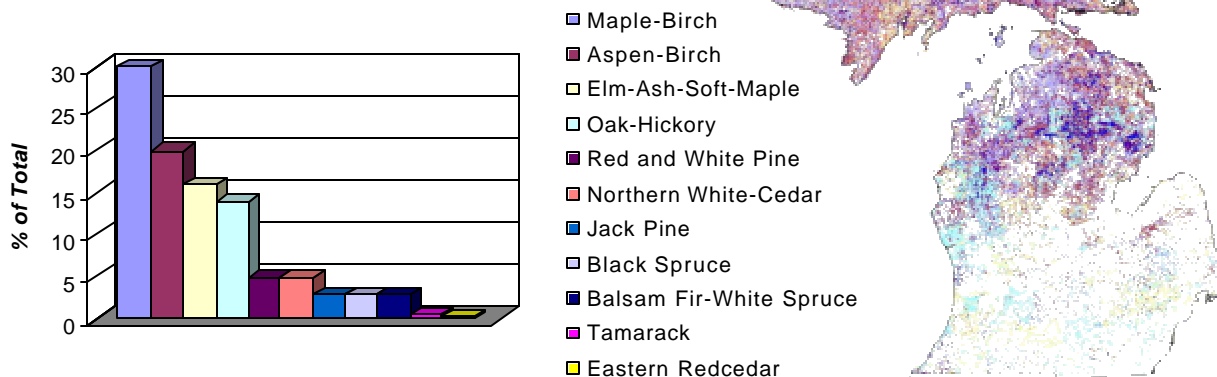 % of Total
30
25
20
15
10
5
0
Maple-Birch
Aspen-Birch
Elm-Ash-Soft-Maple
Oak-Hickory
Red and White Pine
Northern White-Cedar
Jack Pine
Black Spruce
Balsam Fir-White Spruce
Tamarack
Eastern Redcedar